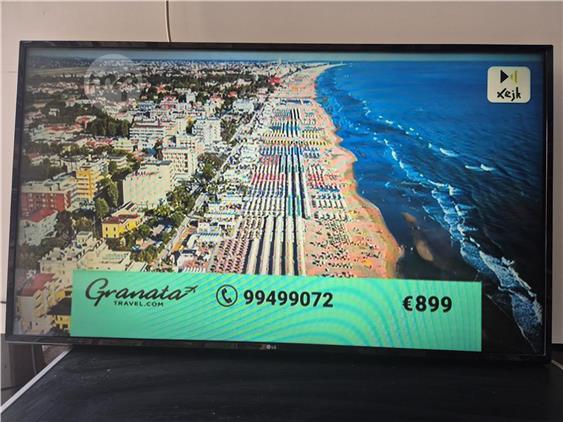 xejk
Granata
TRAVEL.COM
99499072
€899
LG